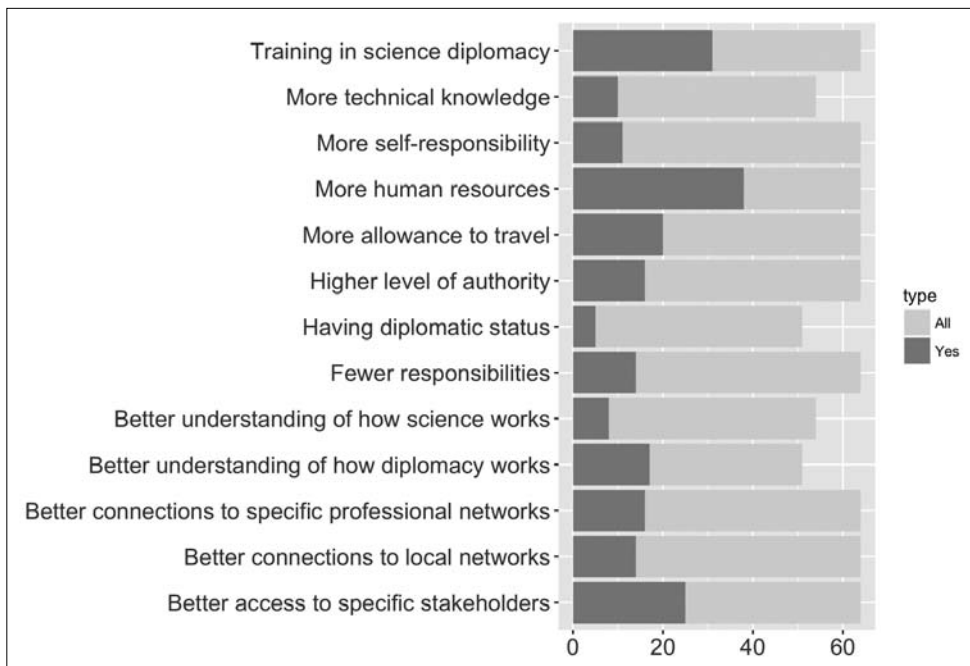 Training in science diplomacy
More technical knowledge
More self-responsibility
More human resources
More allowance to travel
Higher level of authority
Having diplomatic status
Fewer responsibilities
Better understanding of how science works
Better understanding of how diplomacy works
Better connections to specific professional networks
Better connections to local networks
Better access to specific stakeholders
0 20 40 60
type
All
Yes